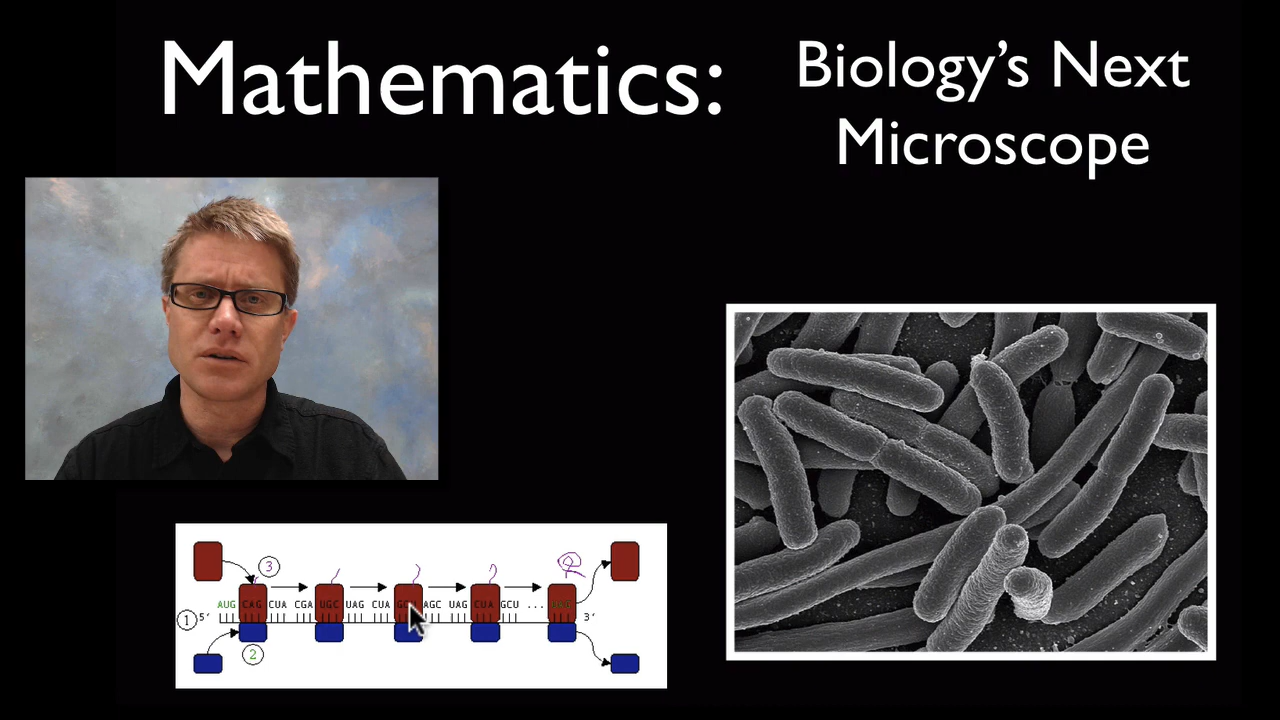 Mathematics:
Biology's Next
Microscope
3
AUG CAG CUA CGA UGC UAG CUA GCU AGC UAG CUA GCU ...
1 5' 3'
2